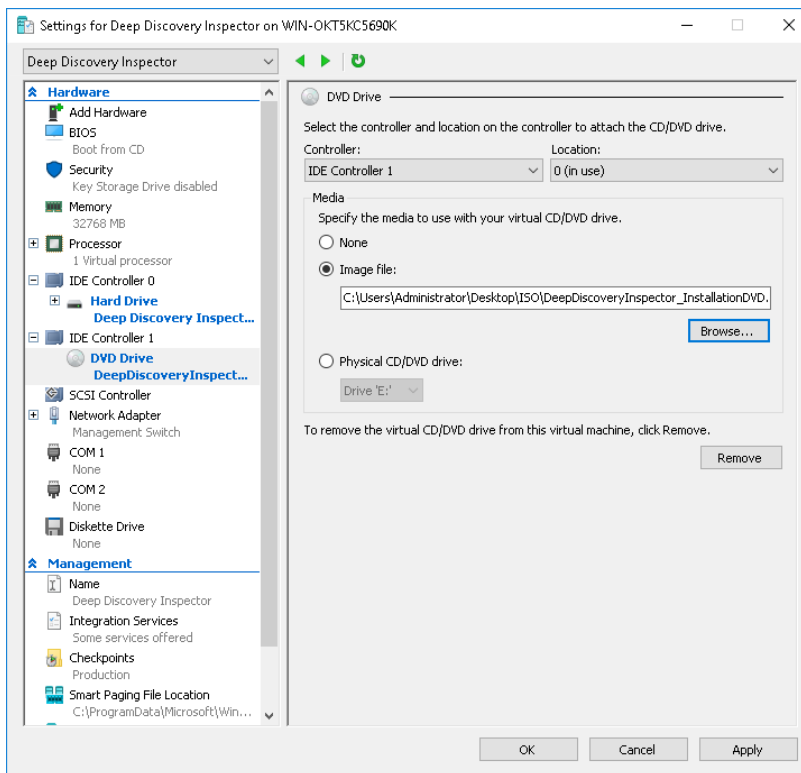 Settings for Deep Discovery Inspector on WIN-OKT5KC5690K
Deep Discovery Inspector
Hardware
Add Hardware
BIOS
Boot from CD
Security
Key Storage Drive disabled
Memory
32768 MB
Processor
1 Virtual processor
IDE Controller 0
Hard Drive
Deep Discovery Inspect...
IDE Controller 1
DVD Drive
DeepDiscoveryInspect...
SCSI Controller
Network Adapter
Management Switch
COM 1
None
COM 2
None
Diskette Drive
None
Management
Name
Deep Discovery Inspector
Integration Services
Some services offered
Checkpoints
Production
Smart Paging File Location
C:\ProgramData\Microsoft\Win...
DVD Drive
Select the controller and location on the controller to attach the CD/DVD drive.
Controller: Location:
IDE Controller 1 0 (in use)
Media
Specify the media to use with your virtual CD/DVD drive.
None
Image file:
C:\Users\Administrator\Desktop\ISO\DeepDiscoveryInspector_InstallationDVD.
Browse...
Physical CD/DVD drive:
Drive 'E:'
To remove the virtual CD/DVD drive from this virtual machine, click Remove.
Remove
OK Cancel Apply